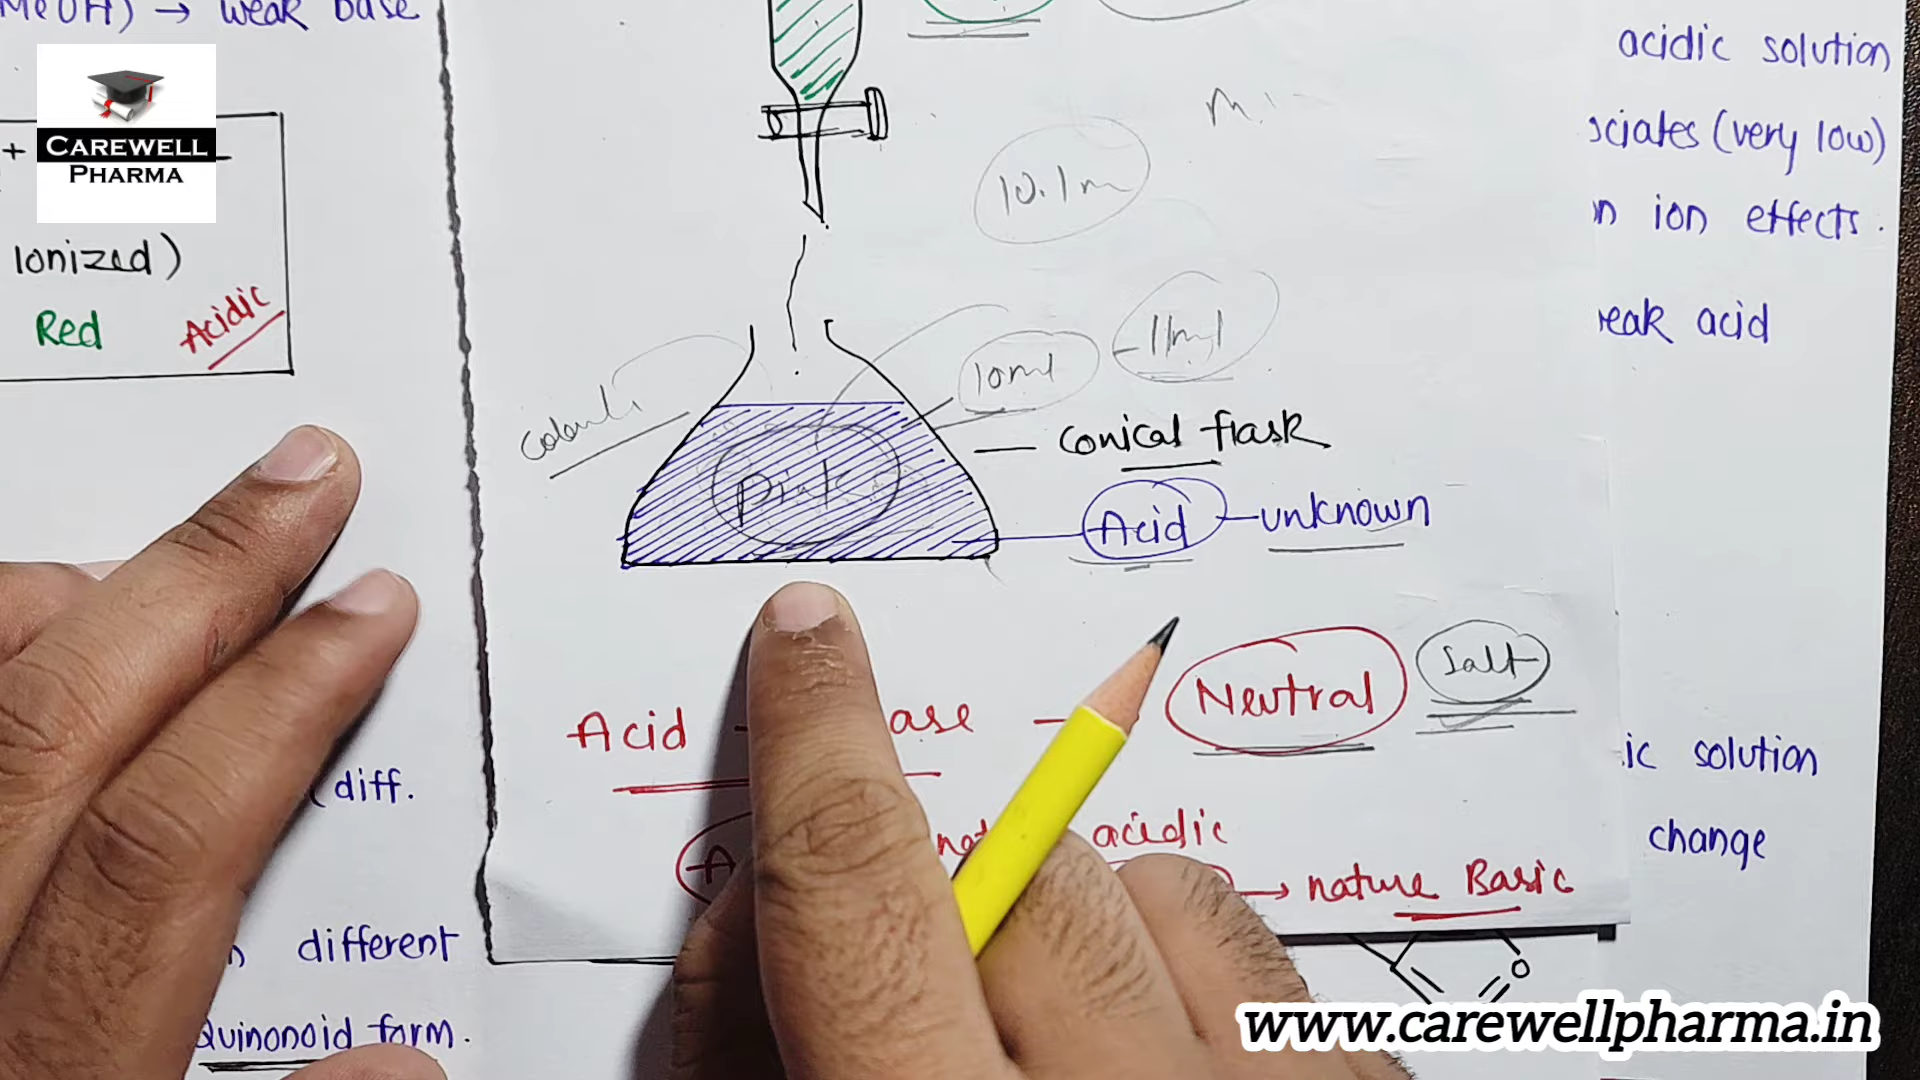 MeOH) → weak base
CAREWELL
PHARMA
+
Ionized)
Red Acidic
10.1m
10ml
11ml
pink
Conical flask
Acid - unknown
Acid - ase - Neutral Salt
acidic
→ nature Basic
diff.
different
Quinonoid form.
acidic solution
sciates (very low)
n ion effects.
reak acid
ic solution
change
O
www.carewellpharma.in